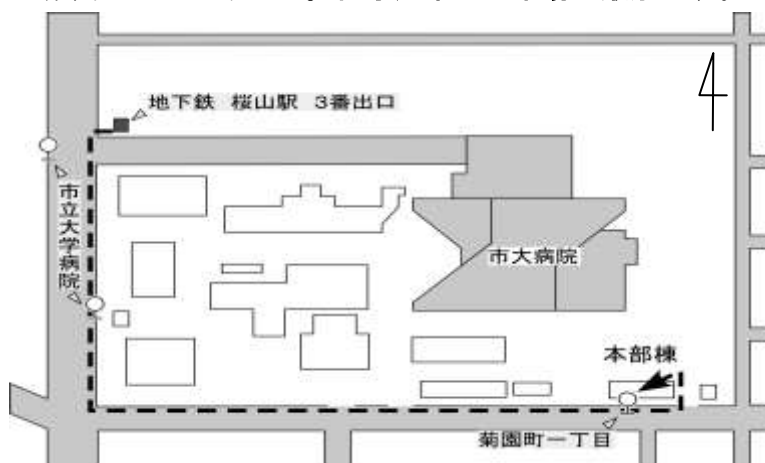 地下鉄 桜山駅 3番出口
市立大学病院
市大病院
本部棟
菊園町一丁目